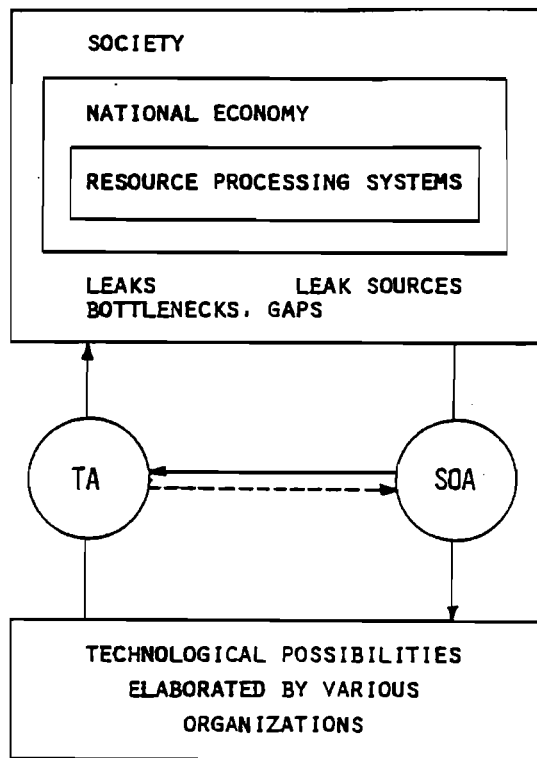 SOCIETY
NATIONAL ECONOMY
RESOURCE PROCESSING SYSTEMS
LEAKS LEAK SOURCES
BOTTLENECKS, GAPS
TA SOA
TECHNOLOGICAL POSSIBILITIES
ELABORATED BY VARIOUS
ORGANIZATIONS